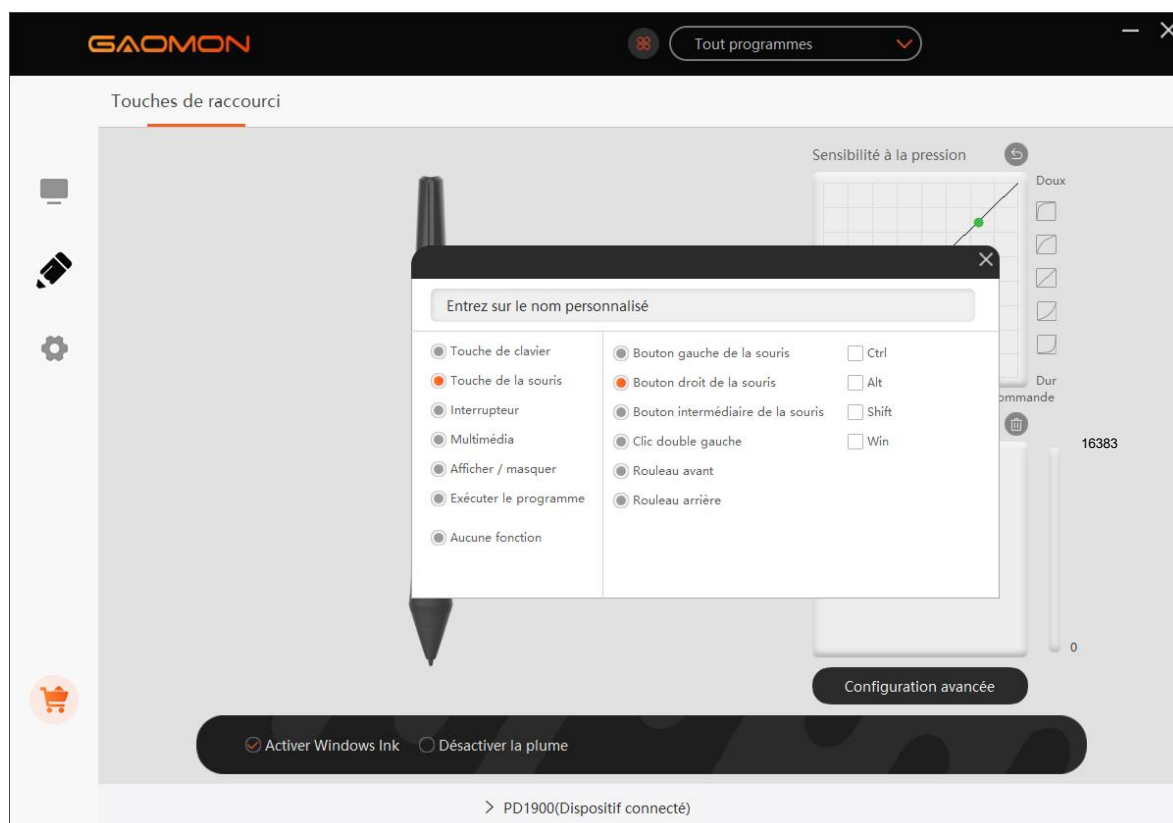 GAOMON
Tout programmes
Touches de raccourci
Sensibilité à la pression
Doux
Entrez sur le nom personnalisé
Touche de clavier
Touche de la souris
Interrupteur
Multimédia
Afficher / masquer
Exécuter le programme
Aucune fonction
Bouton gauche de la souris
Bouton droit de la souris
Bouton intermédiaire de la souris
Clic double gauche
Rouleau avant
Rouleau arrière
Ctrl
Alt
Shift
Win
Dur
ommande
16383
0
Configuration avancée
Activer Windows Ink
Désactiver la plume
PD1900(Dispositif connecté)